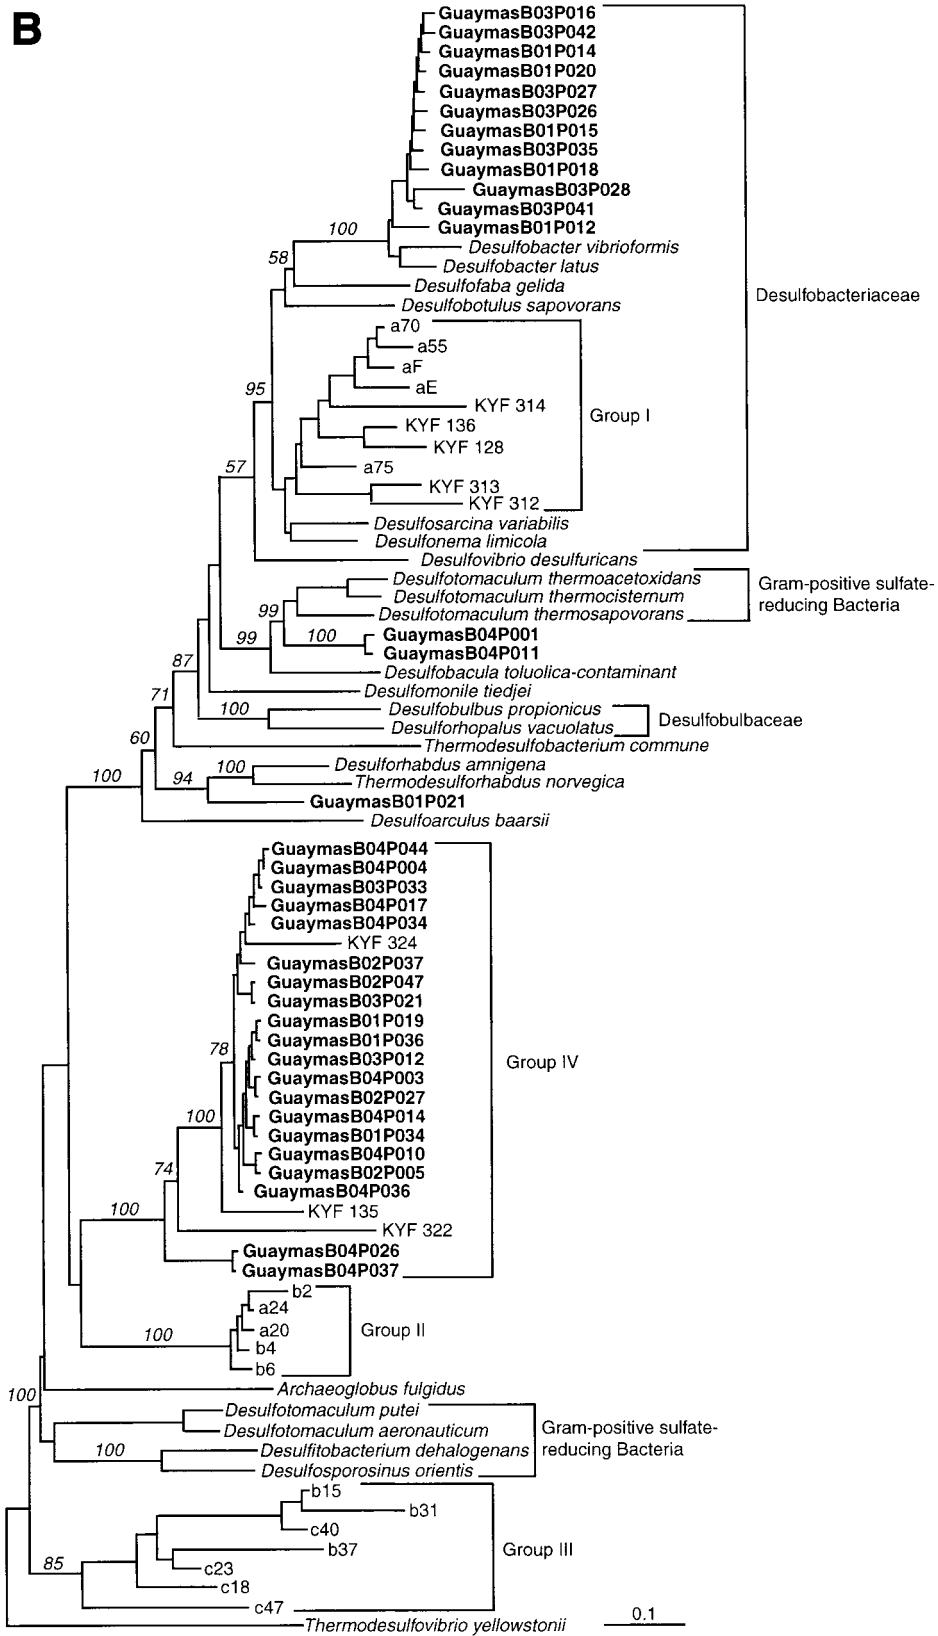 B
GuaymasB03P016
GuaymasB03P042
GuaymasB01P014
GuaymasB01P020
GuaymasB03P027
GuaymasB03P026
GuaymasB01P015
GuaymasB03P035
GuaymasB01P018
GuaymasB03P028
GuaymasB03P041
GuaymasB01P012
100
Desulfobacter vibrioformis
58
Desulfobacter latus
Desulfofaba gelida
Desulfobotulus sapovorans
Desulfobacteriaceae
a70
a55
aF
aE
95
KYF 314
Group I
KYF 136
KYF 128
57
a75
KYF 313
KYF 312
Desulfosarcina variabilis
Desulfonema limicola
Desulfovibrio desulfuricans
Desulfotomaculum thermoacetoxidans
Gram-positive sulfate-
Desulfotomaculum thermocisternum
reducing Bacteria
99
Desulfotomaculum thermosapovorans
99
100
GuaymasB04P001
GuaymasB04P011
87
Desulfobacula toluolica-contaminant
71
Desulfomonile tiedjei
100
Desulfobulbus propionicus
Desulfobulbaceae
Desulforhopalus vacuolatus
60
Thermodesulfobacterium commune
100
Desulforhabdus amnigena
100
94
Thermodesulforhabdus norvegica
GuaymasB01P021
Desulfoarculus baarsii
GuaymasB04P044
GuaymasB04P004
GuaymasB03P033
GuaymasB04P017
GuaymasB04P034
KYF 324
GuaymasB02P037
GuaymasB02P047
GuaymasB03P021
GuaymasB01P019
GuaymasB01P036
78
GuaymasB03P012
Group IV
GuaymasB04P003
GuaymasB02P027
100
GuaymasB04P014
GuaymasB01P034
GuaymasB04P010
74
GuaymasB02P005
GuaymasB04P036
100
KYF 135
KYF 322
GuaymasB04P026
GuaymasB04P037
b2
a24
100
a20
Group II
b4
b6
100
Archaeoglobus fulgidus
Desulfotomaculum putei
Desulfotomaculum aeronauticum
Gram-positive sulfate-
100
Desulfitobacterium dehalogenans
reducing Bacteria
Desulfosporosinus orientis
b15
b31
c40
b37
Group III
85
c23
c18
c47
Thermodesulfovibrio yellowstonii
0.1